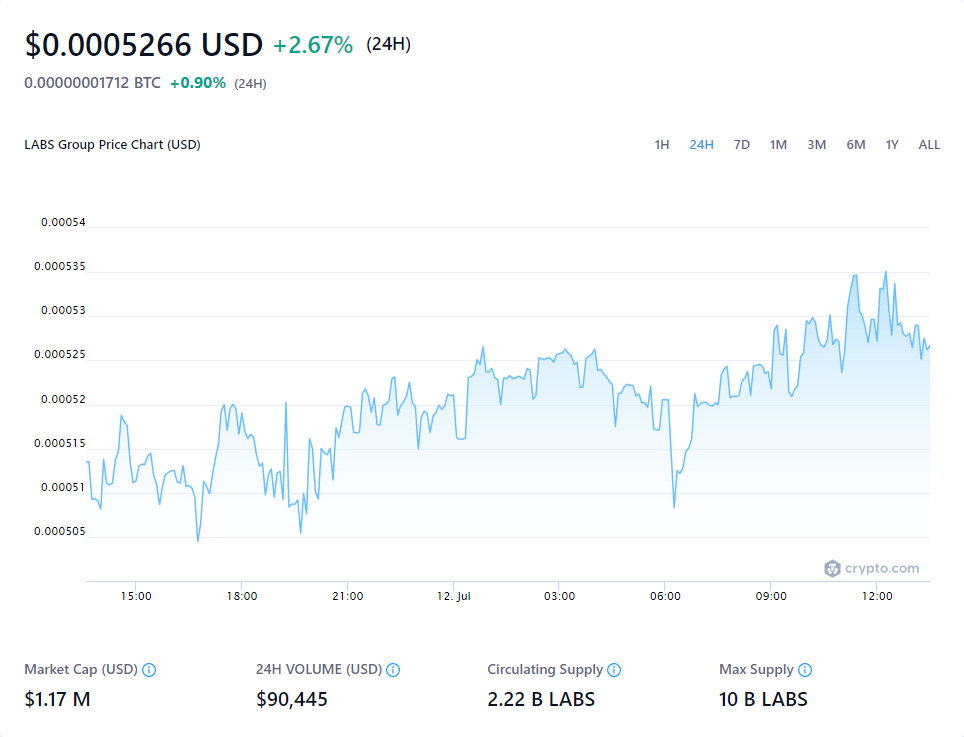 $0.0005266 USD +2.67% (24H)
0.00000001712 BTC +0.90% (24H)
LABS Group Price Chart (USD)
1H 24H 7D 1M 3M 6M 1Y ALL
0.00054
0.000535
0.00053
0.000525
0.00052
0.000515
0.00051
0.000505
crypto.com
15:00 18:00 21:00 12. Jul 03:00 06:00 09:00 12:00
Market Cap (USD) 24H VOLUME (USD) Circulating Supply Max Supply
$1.17 M $90,445 2.22 B LABS 10 B LABS